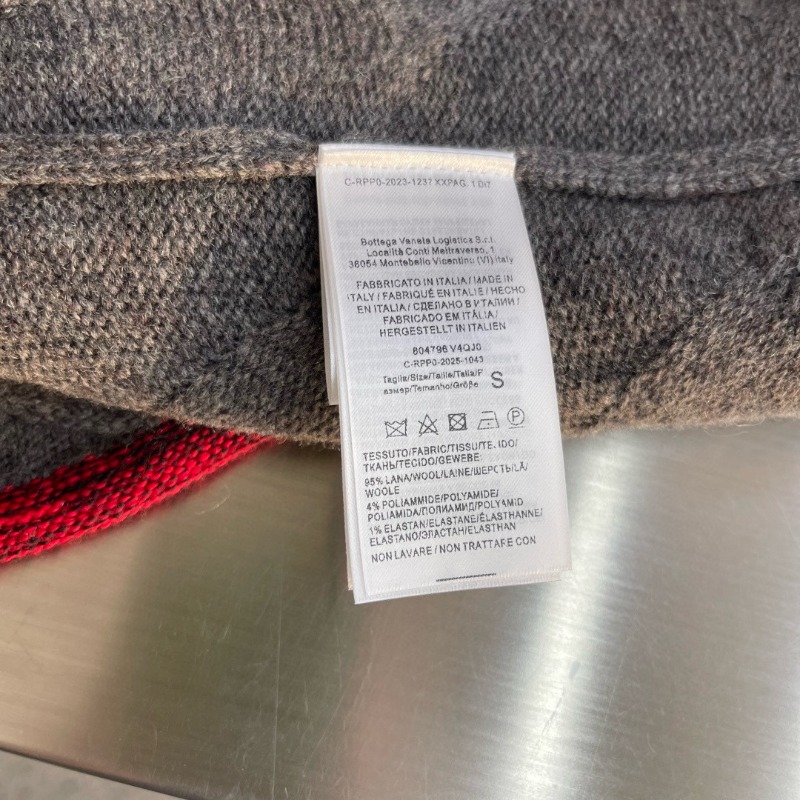 C-RPP0-2023-1237 XXPAG. 1 DI7
Bottega Veneta Logistica S.r.l.
Località Conti Meltraverso, 1
36054 Montebello Vicentino (VI) Italy
FABBRICATO IN ITALIA / MADE IN
ITALY / FABRIQUÉ EN ITALIE / HECHO
EN ITALIA / СДЕЛАНО В ИТАЛИИ /
FABRICADO EM ITÁLIA /
HERGESTELLT IN ITALIEN
804796 V4QJ0
C-RPP0-2025-1043
Taglia/Size/Taille/Talla/Р
азмер/Tamanho/Größe S
P
TESSUTO/FABRIC/TISSU/TEJIDO/
ТКАНЬ/TECIDO/GEWEBE:
95% LANA/WOOL/LAINE/ШЕРСТЬ/LÃ/
WOOLE
4% POLIAMMIDE/POLYAMIDE/
POLIAMIDA/ПОЛИАМИД/POLYAMID
1% ELASTAN/ELASTANE/ÉLASTHANNE/
ELASTANO/ЭЛАСТАН/ELASTHAN
NON LAVARE / NON TRATTARE CON